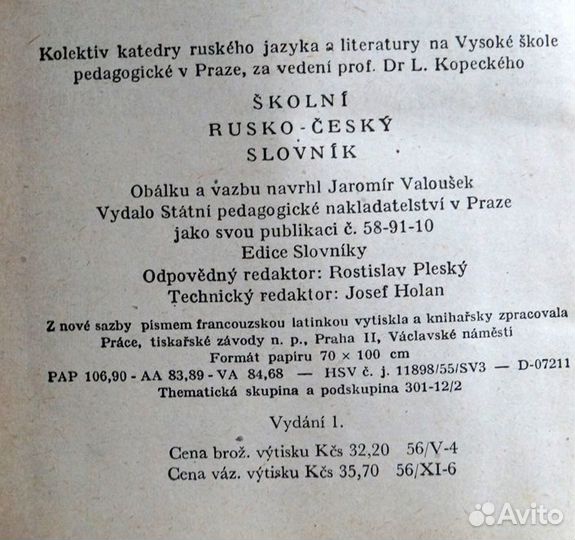 Kolektiv katedry ruského jazyka a literatury na Vysoké škole
pedagogické v Praze, za vedení prof. Dr L. Kopeckého
ŠKOLNÍ
RUSKO-ČESKÝ
SLOVNÍK
Obálku a vazbu navrhl Jaromír Valoušek
Vydalo Státní pedagogické nakladatelství v Praze
jako svou publikaci č. 58-91-10
Edice Slovníky
Odpovědný redaktor: Rostislav Pleský
Technický redaktor: Josef Holan
Z nové sazby písmem francouzskou latinkou vytiskla a knihařsky zpracovala
Práce, tiskařské závody n. p., Praha II, Václavské náměstí
Formát papíru 70 × 100 cm
PAP 106,90 - AA 83,89 - VA 84,68 — HSV č. j. 11898/55/SV3 — D-07211
Thematická skupina a podskupina 301-12/2
Vydání 1.
Cena brož. výtisku Kčs 32,20 56/V-4
Cena váz. výtisku Kčs 35,70 56/XI-6
Avito